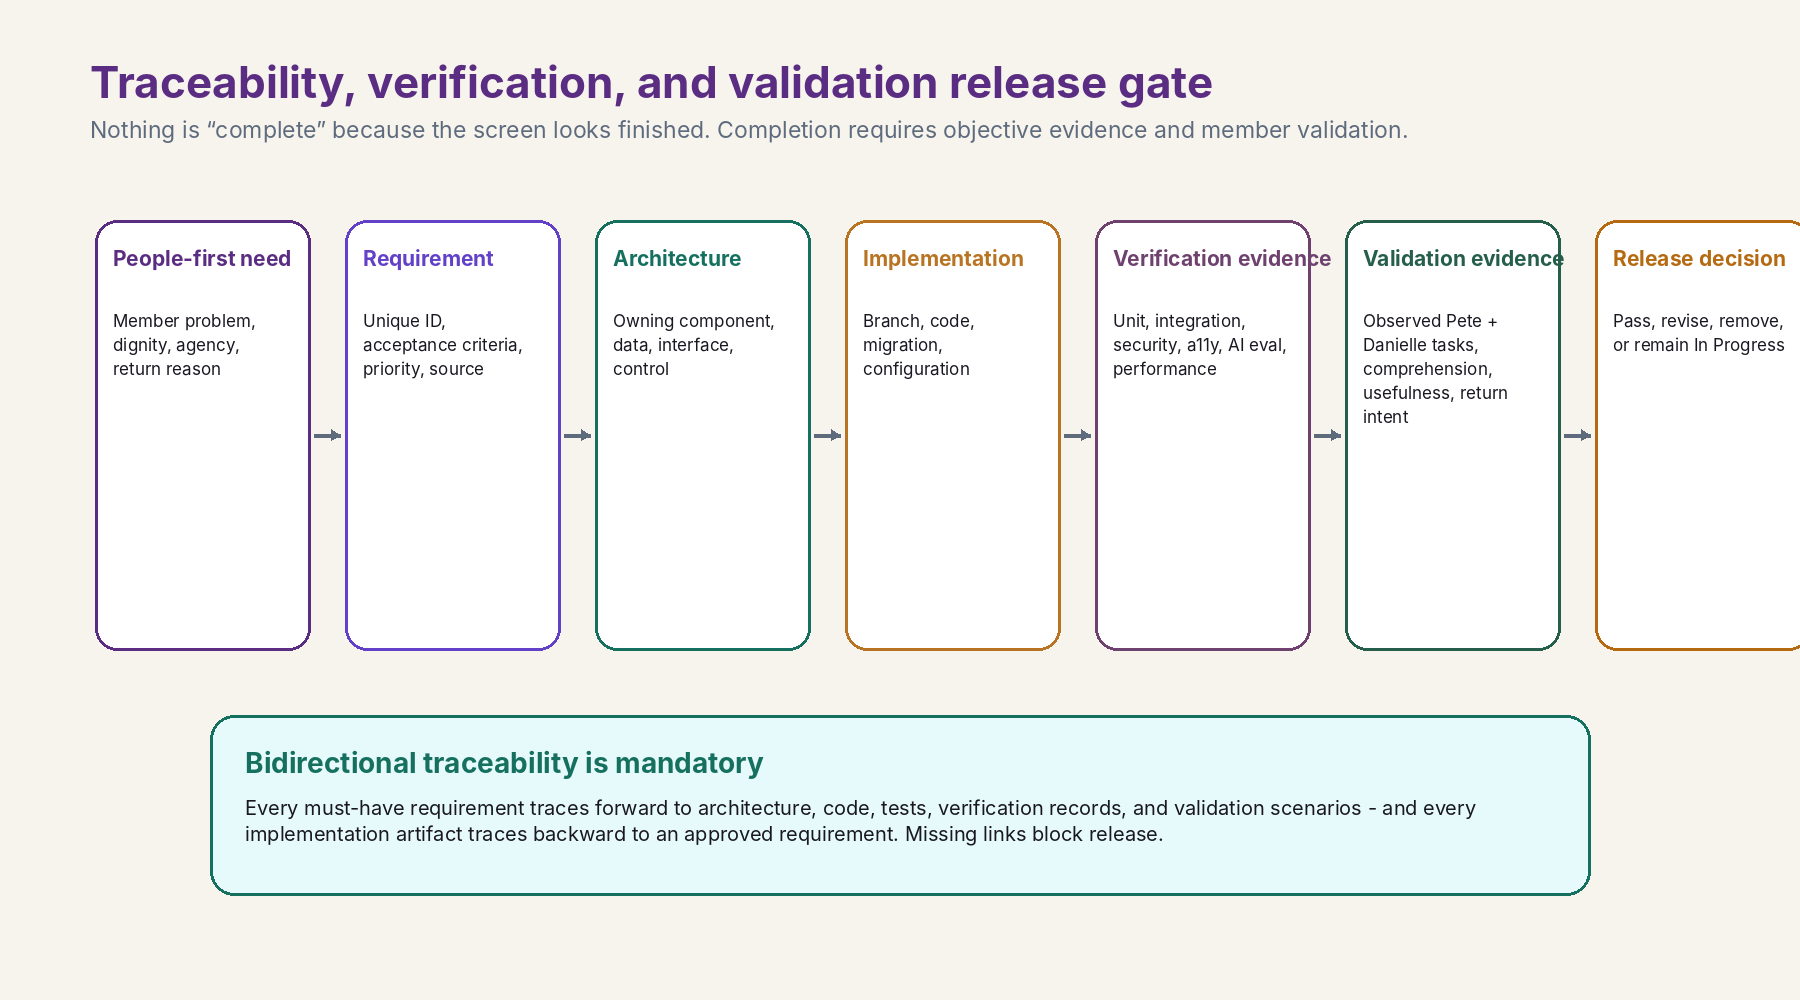 Traceability, verification, and validation release gate
Nothing is “complete” because the screen looks finished. Completion requires objective evidence and member validation.
People-first need
Member problem,
dignity, agency,
return reason
Requirement
Unique ID,
acceptance criteria,
priority, source
Architecture
Owning component,
data, interface,
control
Implementation
Branch, code,
migration,
configuration
Verification evidence
Unit, integration,
security, a11y, AI eval,
performance
Validation evidence
Observed Pete +
Danielle tasks,
comprehension,
usefulness, return
intent
Release decision
Pass, revise, remove,
or remain In Progress
Bidirectional traceability is mandatory
Every must-have requirement traces forward to architecture, code, tests, verification records, and validation scenarios - and every
implementation artifact traces backward to an approved requirement. Missing links block release.